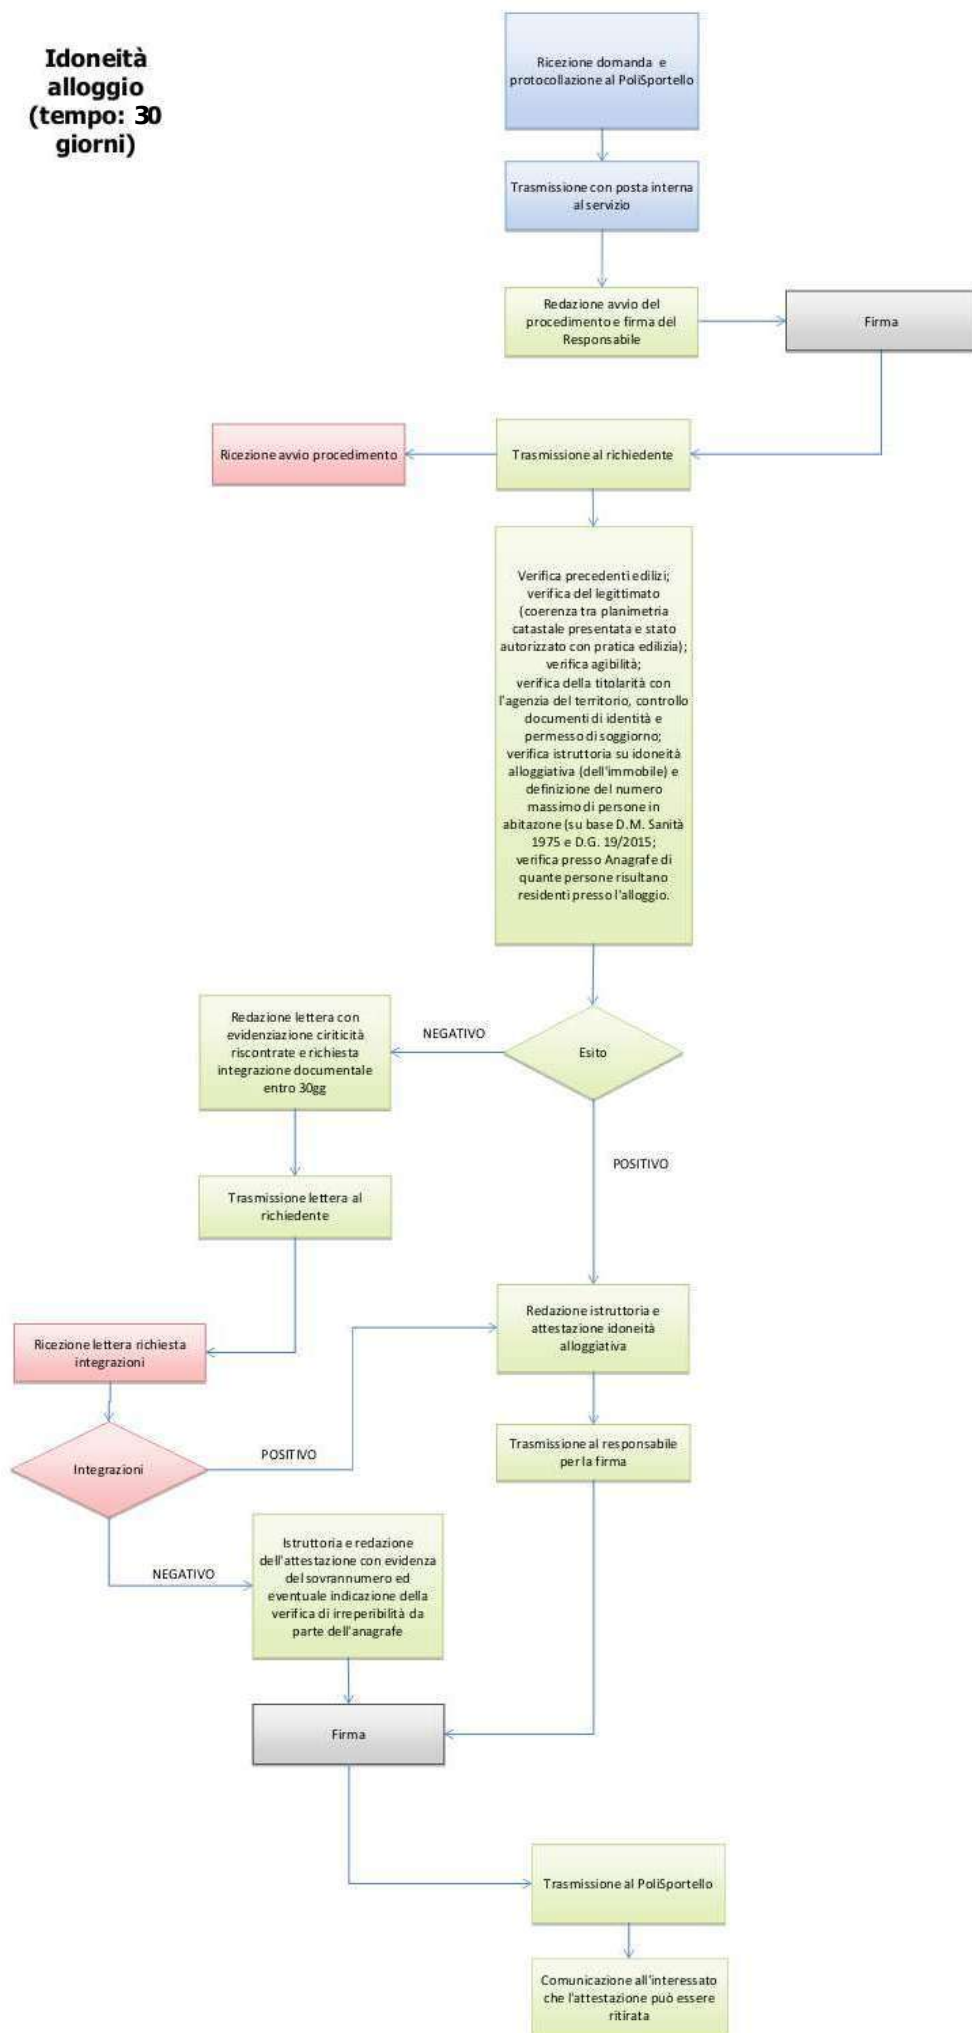 Idoneità
alloggio
(tempo: 30
giorni)
Ricezione domanda e
protocollazione al PoliSportello
Trasmissione con posta interna
al servizio
Redazione avvio del
procedimento e firma del
Responsabile
Firma
Ricezione avvio procedimento
Trasmissione al richiedente
Verifica precedenti edilizi;
verifica del legittimato
(coerenza tra planimetria
catastale presentata e stato
autorizzato con pratica edilizia);
verifica agibilità;
verifica della titolarità con
l'agenzia del territorio, controllo
documenti di identità e
permesso di soggiorno;
verifica istruttoria su idoneità
alloggiativa (dell'immobile) e
definizione del numero
massimo di persone in
abitazone (su base D.M. Sanità
1975 e D.G. 19/2015;
verifica presso Anagrafe di
quante persone risultano
residenti presso l'alloggio.
Redazione lettera con
evidenziazione ciriticità
riscontrate e richiesta
integrazione documentale
entro 30gg
NEGATIVO
Esito
POSITIVO
Trasmissione lettera al
richiedente
Redazione istruttoria e
attestazione idoneità
alloggiativa
Ricezione lettera richiesta
integrazioni
Integrazioni
POSITIVO
Trasmissione al responsabile
per la firma
NEGATIVO
Istruttoria e redazione
dell'attestazione con evidenza
del sovrannumero ed
eventuale indicazione della
verifica di irreperibilità da
parte dell'anagrafe
Firma
Trasmissione al PoliSportello
Comunicazione all'interessato
che l'attestazione può essere
ritirata